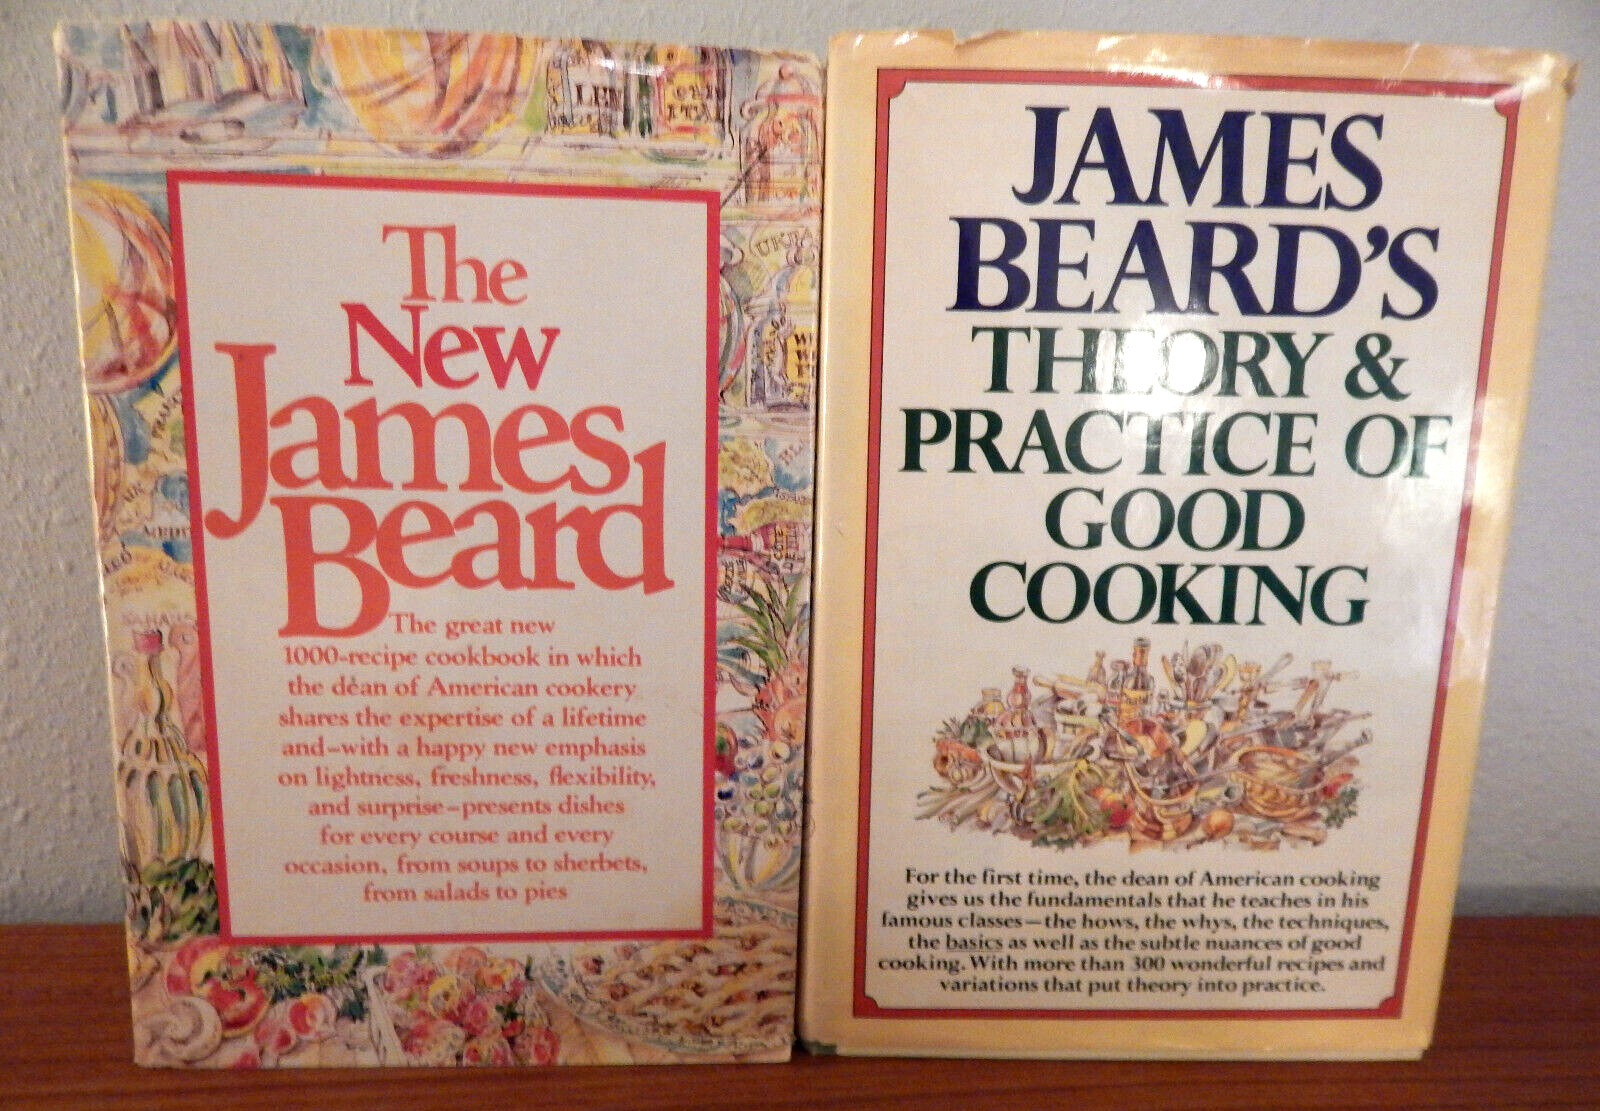 The
New
James
Beard
The great new
1000-recipe cookbook in which
the dean of American cookery
shares the expertise of a lifetime
and–with a happy new emphasis
on lightness, freshness, flexibility,
and surprise–presents dishes
for every course and every
occasion, from soups to sherbets,
from salads to pies
JAMES
BEARD'S
THEORY &
PRACTICE OF
GOOD
COOKING
For the first time, the dean of American cooking
gives us the fundamentals that he teaches in his
famous classes—the hows, the whys, the techniques,
the basics as well as the subtle nuances of good
cooking. With more than 300 wonderful recipes and
variations that put theory into practice.